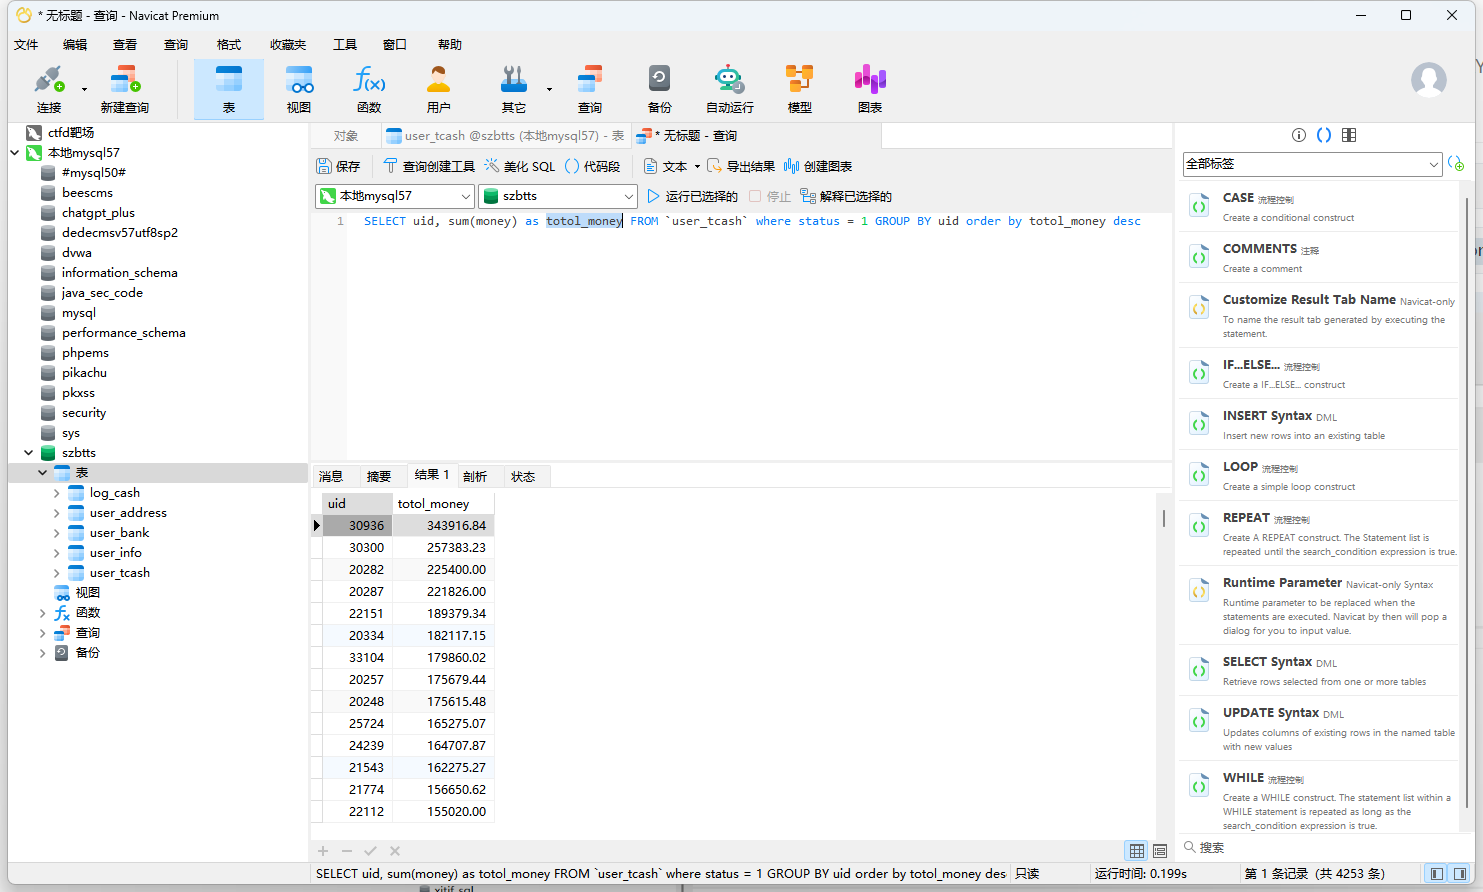 * 无标题 - 查询 - Navicat Premium
文件 编辑 查看 查询 格式 收藏夹 工具 窗口 帮助
连接 新建查询 表 视图 函数 用户 其它 查询 备份 自动运行 模型 图表
ctfd靶场
本地mysql57
#mysql50#
beescms
chatgpt_plus
dedecmsv57utf8sp2
dvwa
information_schema
java_sec_code
mysql
performance_schema
phpems
pikachu
pkxss
security
sys
szbtts
表
log_cash
user_address
user_bank
user_info
user_tcash
视图
函数
查询
备份
对象 user_tcash @szbtts (本地mysql57) - 表 * 无标题 - 查询
保存 查询创建工具 美化 SQL () 代码段 文本 导出结果 创建图表
本地mysql57 szbtts 运行已选择的 停止 解释已选择的
1 SELECT uid, sum(money) as totol_money FROM `user_tcash` where status = 1 GROUP BY uid order by totol_money desc
消息 摘要 结果 1 剖析 状态
uid totol_money
30936 343916.84
30300 257383.23
20282 225400.00
20287 221826.00
22151 189379.34
20334 182117.15
33104 179860.02
20257 175679.44
20248 175615.48
25724 165275.07
24239 164707.87
21543 162275.27
21774 156650.62
22112 155020.00
全部标签
CASE 流程控制
Create a conditional construct
COMMENTS 注释
Create a comment
Customize Result Tab Name Navicat-only
To name the result tab generated by executing the
statement.
IF...ELSE... 流程控制
Create a IF...ELSE... construct
INSERT Syntax DML
Insert new rows into an existing table
LOOP 流程控制
Create a simple loop construct
REPEAT 流程控制
Create A REPEAT construct. The Statement list is
repeated until the search_condition expression is true.
Runtime Parameter Navicat-only Syntax
Runtime parameter to be replaced when the
statements are executed. Navicat by then will pop a
dialog for you to input value.
SELECT Syntax DML
Retrieve rows selected from one or more tables
UPDATE Syntax DML
Updates columns of existing rows in the named table
with new values
WHILE 流程控制
Create a WHILE construct. The statement list within a
WHILE statement is repeated as long as the
search_condition expression is true.
搜索
SELECT uid, sum(money) as totol_money FROM `user_tcash` where status = 1 GROUP BY uid order by totol_money des 只读 运行时间: 0.199s 第 1 条记录 (共 4253 条)